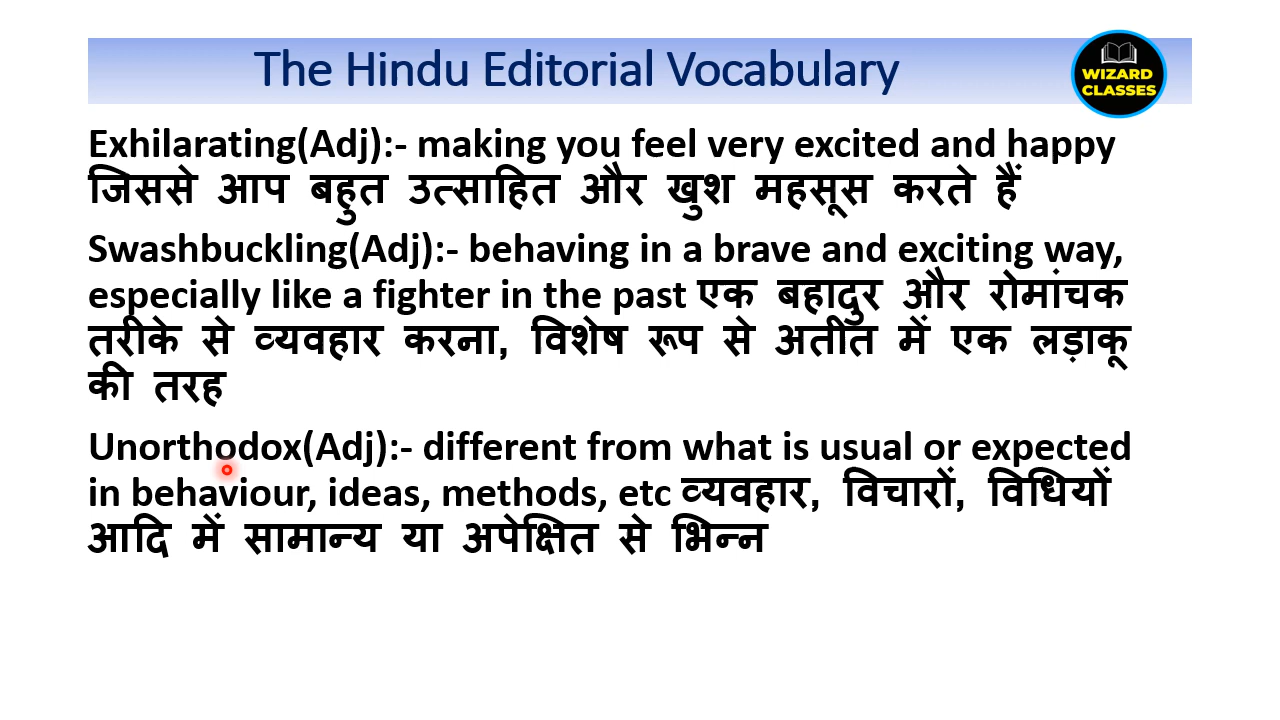 The Hindu Editorial Vocabulary
WIZARD
CLASSES
Exhilarating(Adj):- making you feel very excited and happy
जिससे आप बहुत उत्साहित और खुश महसूस करते हैं
Swashbuckling(Adj):- behaving in a brave and exciting way,
especially like a fighter in the past एक बहादुर और रोमांचक
तरीके से व्यवहार करना, विशेष रूप से अतीत में एक लड़ाकू
की तरह
Unorthodox(Adj):- different from what is usual or expected
in behaviour, ideas, methods, etc व्यवहार, विचारों, विधियों
आदि में सामान्य या अपेक्षित से भिन्न